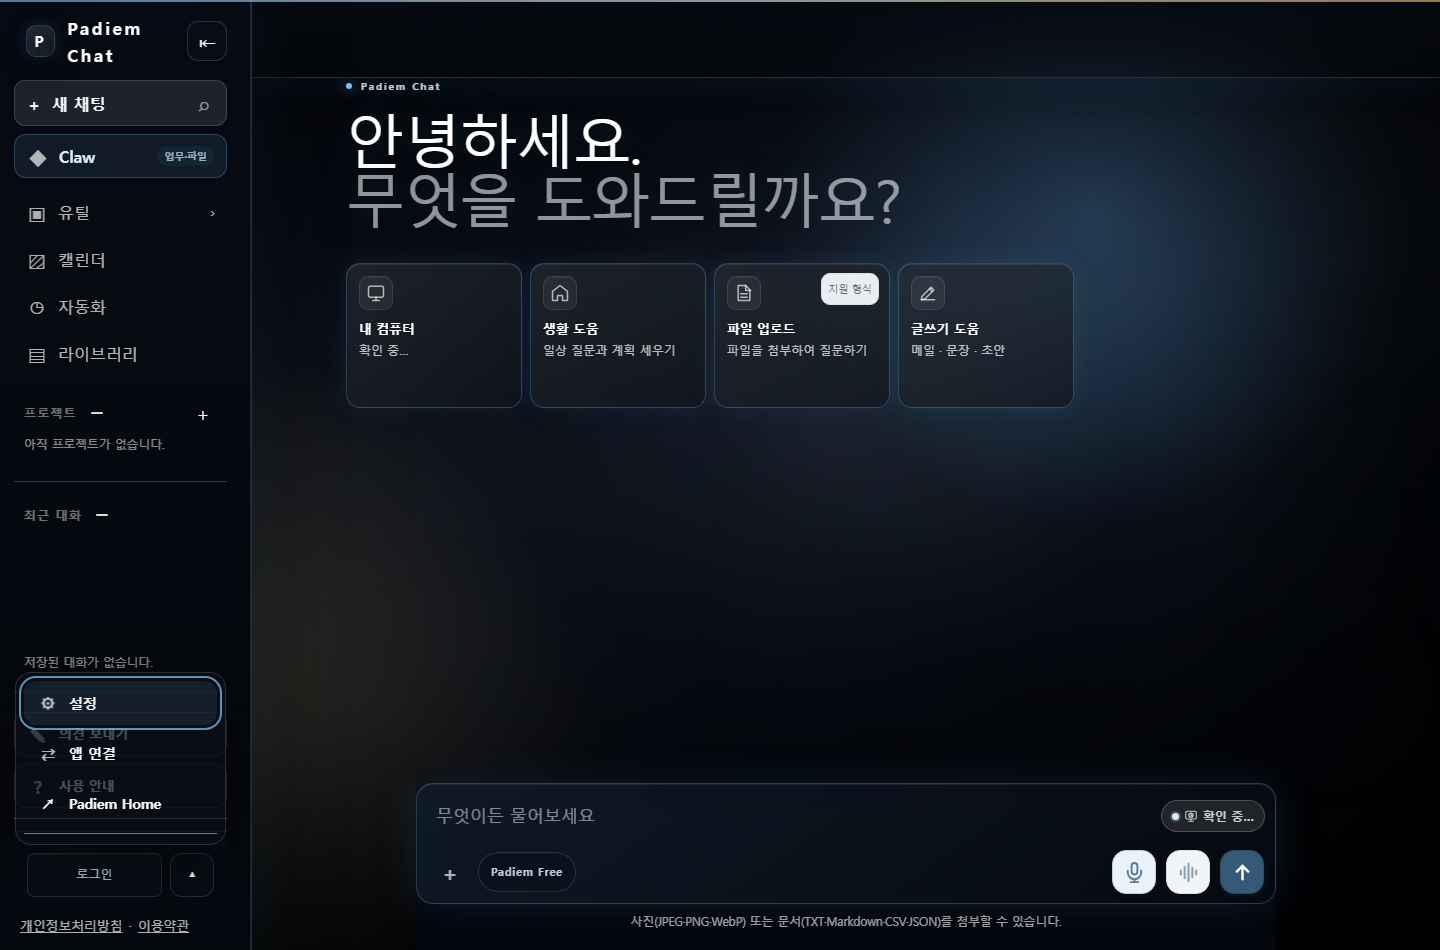 P
Padiem
Chat
+ 새 채팅
Claw
업무·파일
유틸
캘린더
자동화
라이브러리
프로젝트
+
아직 프로젝트가 없습니다.
최근 대화
저장된 대화가 없습니다.
설정
의견 보내기
앱 연결
? 사용 안내
Padiem Home
로그인
개인정보처리방침 · 이용약관
Padiem Chat
안녕하세요.
무엇을 도와드릴까요?
내 컴퓨터
확인 중...
생활 도움
일상 질문과 계획 세우기
지원 형식
파일 업로드
파일을 첨부하여 질문하기
글쓰기 도움
메일 · 문장 · 초안
무엇이든 물어보세요
확인 중...
+
Padiem Free
사진(JPEG·PNG·WebP) 또는 문서(TXT·Markdown·CSV·JSON)를 첨부할 수 있습니다.